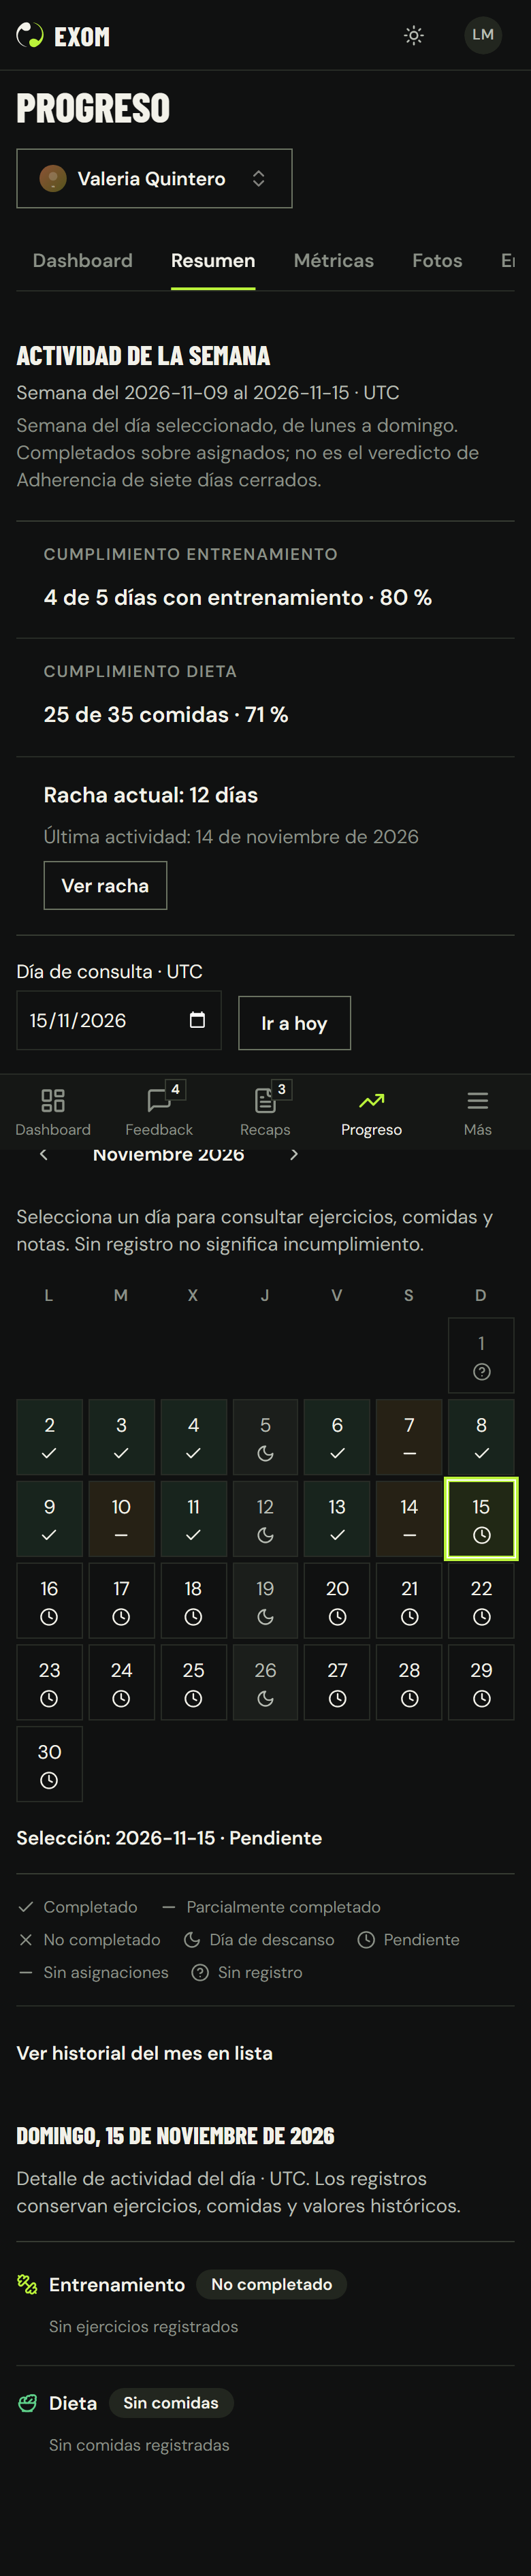 EXOM
LM
PROGRESO
Valeria Quintero
Dashboard Resumen Métricas Fotos
ACTIVIDAD DE LA SEMANA
Semana del 2026-11-09 al 2026-11-15 · UTC
Semana del día seleccionado, de lunes a domingo.
Completados sobre asignados; no es el veredicto de
Adherencia de siete días cerrados.
CUMPLIMIENTO ENTRENAMIENTO
4 de 5 días con entrenamiento · 80 %
CUMPLIMIENTO DIETA
25 de 35 comidas · 71 %
Racha actual: 12 días
Última actividad: 14 de noviembre de 2026
Ver racha
Día de consulta · UTC
15/11/2026 Ir a hoy
4 3
Dashboard Feedback Recaps Progreso Más
Noviembre 2026
Selecciona un día para consultar ejercicios, comidas y
notas. Sin registro no significa incumplimiento.
L M X J V S D
1
2 3 4 5 6 7 8
9 10 11 12 13 14 15
16 17 18 19 20 21 22
23 24 25 26 27 28 29
30
Selección: 2026-11-15 · Pendiente
Completado Parcialmente completado
No completado Día de descanso Pendiente
Sin asignaciones Sin registro
Ver historial del mes en lista
DOMINGO, 15 DE NOVIEMBRE DE 2026
Detalle de actividad del día · UTC. Los registros
conservan ejercicios, comidas y valores históricos.
Entrenamiento No completado
Sin ejercicios registrados
Dieta Sin comidas
Sin comidas registradas